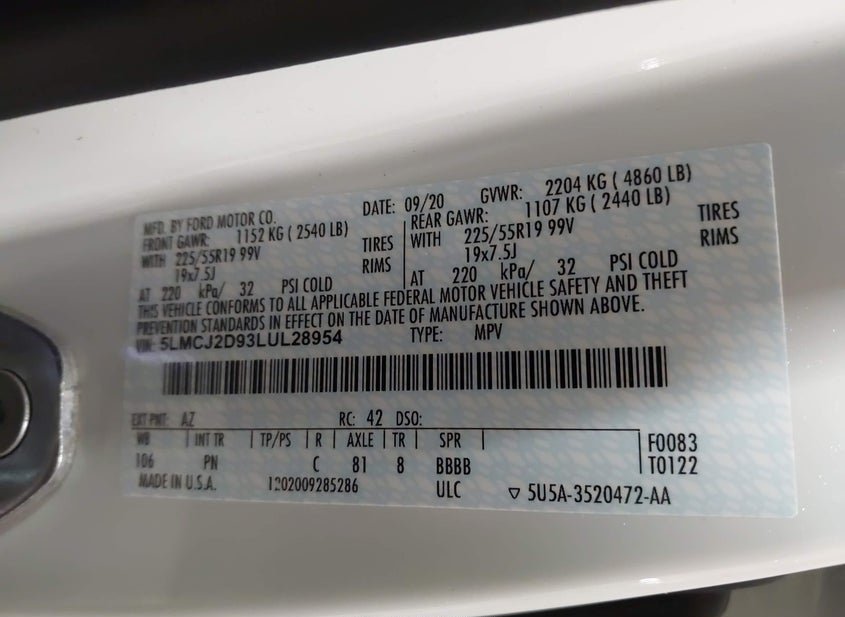 MFD. BY FORD MOTOR CO.
DATE: 09/20 GVWR: 2204 KG ( 4860 LB)
FRONT GAWR: 1152 KG ( 2540 LB)
WITH 225/55R19 99V TIRES
19x7.5J RIMS
AT 220 kPa/ 32 PSI COLD
REAR GAWR: 1107 KG ( 2440 LB)
WITH 225/55R19 99V TIRES
19x7.5J RIMS
AT 220 kPa/ 32 PSI COLD
THIS VEHICLE CONFORMS TO ALL APPLICABLE FEDERAL MOTOR VEHICLE SAFETY AND THEFT
PREVENTION STANDARDS IN EFFECT ON THE DATE OF MANUFACTURE SHOWN ABOVE.
VIN: 5LMCJ2D93LUL28954 TYPE: MPV
EXT PNT: AZ RC: 42 DSO:
WB INT TR TP/PS R AXLE TR SPR
106 PN C 81 8 BBBB
F0083
T0122
MADE IN U.S.A. 1202009285286 ULC 5U5A-3520472-AA